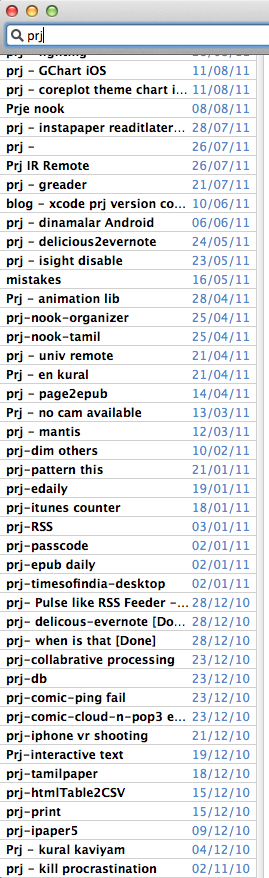 prj
prj - lighting
prj - GChart iOS 11/08/11
prj - coreplot theme chart i... 11/08/11
Prje nook 08/08/11
prj - instapaper readitlater... 28/07/11
prj - 26/07/11
Prj IR Remote 26/07/11
prj - greader 21/07/11
blog - xcode prj version co... 10/06/11
prj - dinamalar Android 06/06/11
prj - delicious2evernote 24/05/11
prj - isight disable 23/05/11
mistakes 16/05/11
Prj - animation lib 28/04/11
prj-nook-organizer 25/04/11
prj-nook-tamil 25/04/11
prj - univ remote 21/04/11
Prj - en kural 21/04/11
prj - page2epub 14/04/11
Prj - no cam available 13/03/11
prj - mantis 12/03/11
prj-dim others 10/02/11
prj-pattern this 21/01/11
prj-edaily 19/01/11
prj-itunes counter 18/01/11
prj-RSS 03/01/11
prj-passcode 02/01/11
prj-epub daily 02/01/11
prj-timesofindia-desktop 02/01/11
prj- Pulse like RSS Feeder -... 28/12/10
prj- delicous-evernote [Do... 28/12/10
prj- when is that [Done] 28/12/10
prj-collabrative processing 23/12/10
prj-db 23/12/10
prj-comic-ping fail 23/12/10
prj-comic-cloud-n-pop3 e... 23/12/10
prj-iphone vr shooting 21/12/10
Prj-interactive text 19/12/10
prj-tamilpaper 18/12/10
prj-htmlTable2CSV 15/12/10
prj-print 15/12/10
prj-ipaper5 09/12/10
Prj - kural kaviyam 04/12/10
prj - kill procrastination 02/11/10